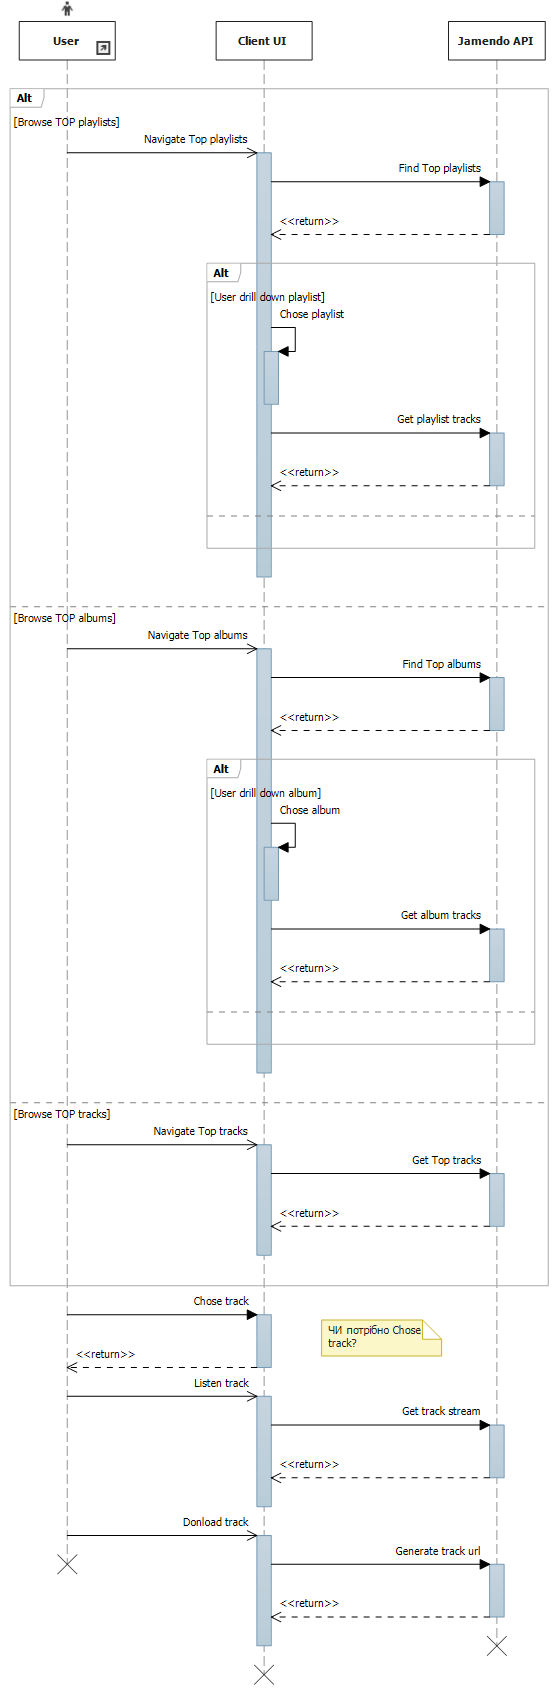 User
Client UI
Jamendo API
Alt
[Browse TOP playlists]
Navigate Top playlists
Find Top playlists
<<return>>
Alt
[User drill down playlist]
Chose playlist
Get playlist tracks
<<return>>
[Browse TOP albums]
Navigate Top albums
Find Top albums
<<return>>
Alt
[User drill down album]
Chose album
Get album tracks
<<return>>
[Browse TOP tracks]
Navigate Top tracks
Get Top tracks
<<return>>
Chose track
ЧИ потрібно Chose
track?
<<return>>
Listen track
Get track stream
<<return>>
Donload track
Generate track url
<<return>>